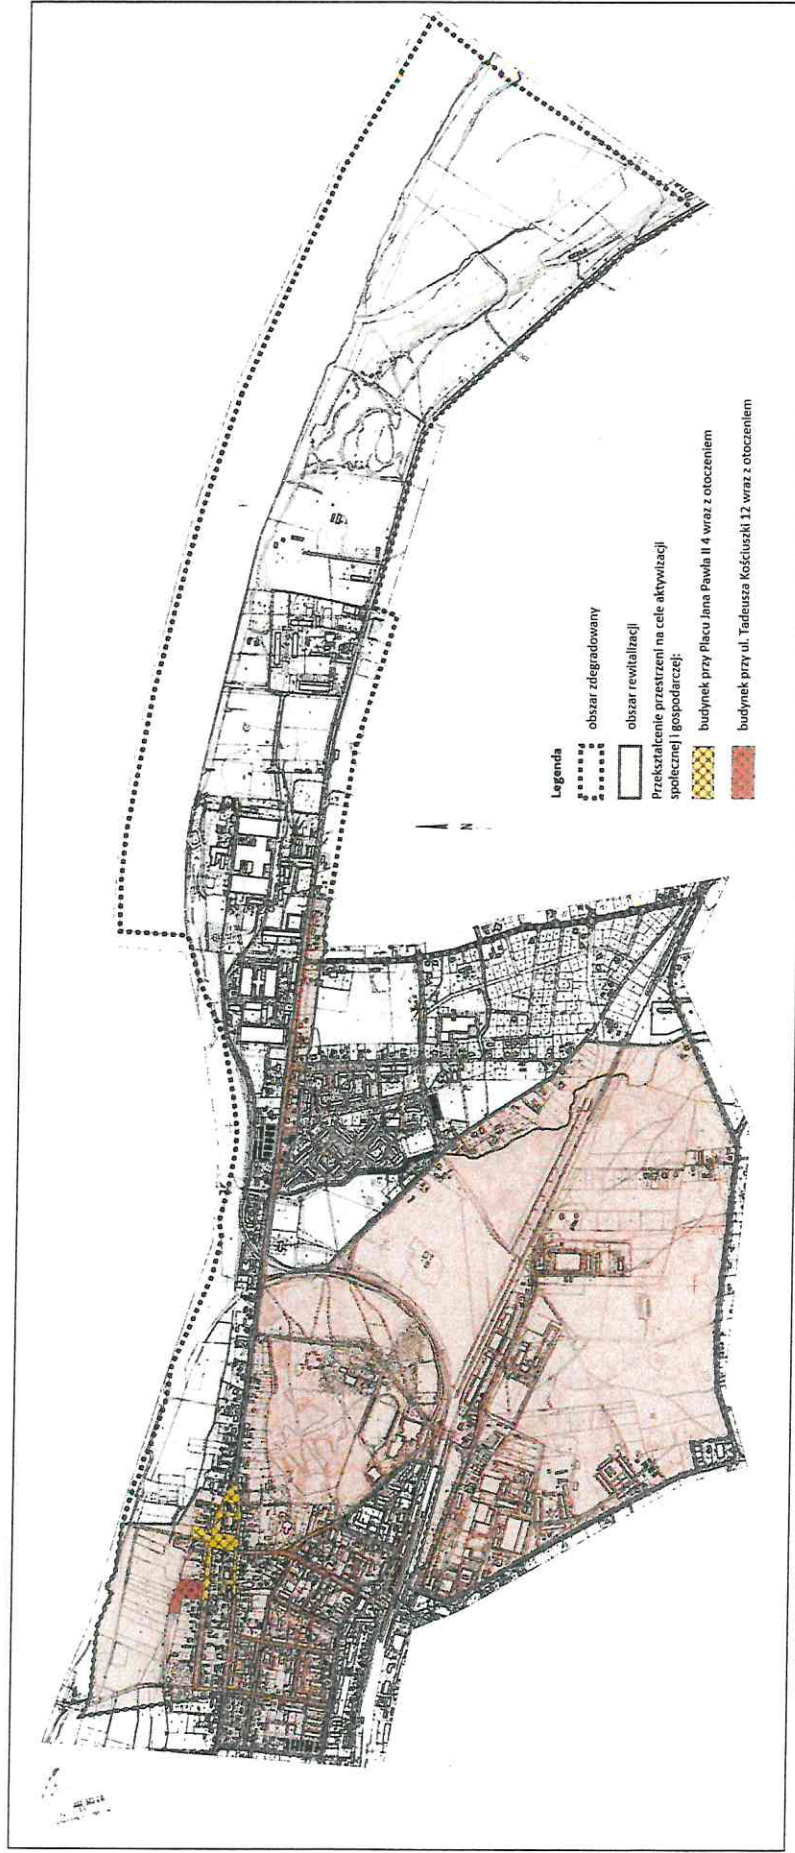 Legenda
obszar zdegradowany
obszar rewitalizacji
Przekształcenie przestrzeni na cele aktywizacji
społecznej i gospodarczej:
budynek przy Placu Jana Pawła II 4 wraz z otoczeniem
budynek przy ul. Tadeusza Kościuszki 12 wraz z otoczeniem
N